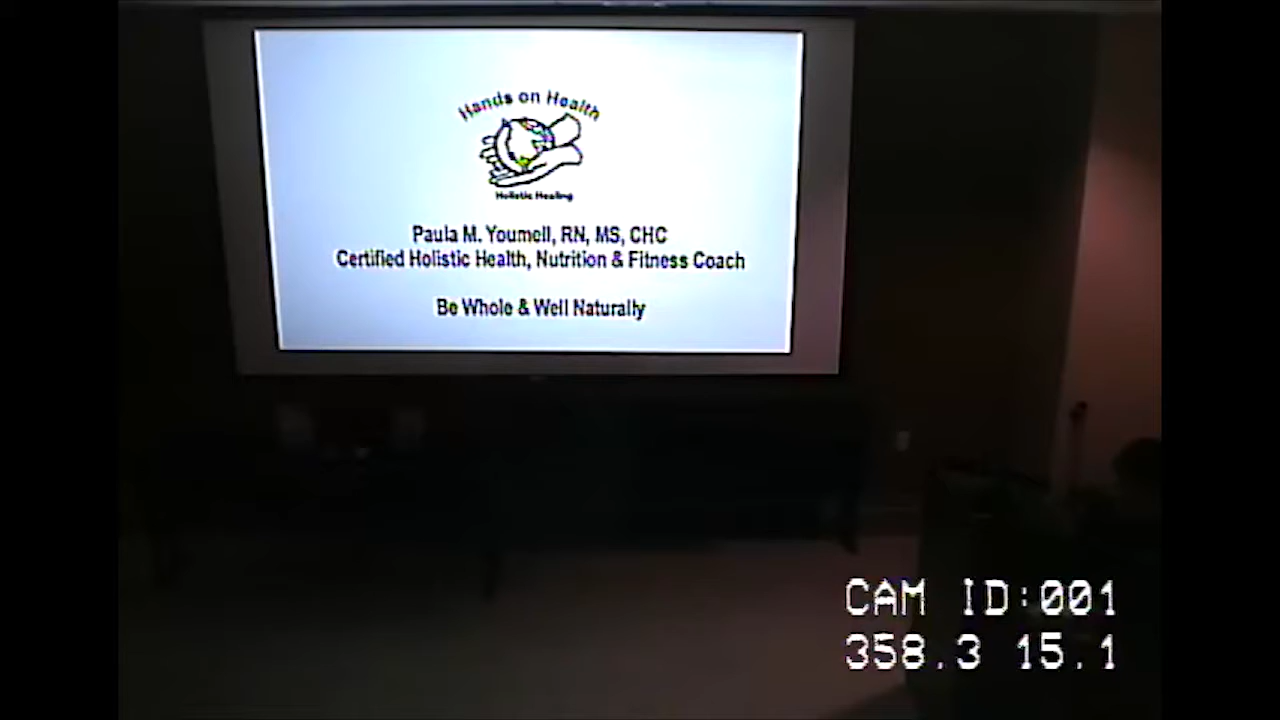 Hands on Health
Holistic Healing
Paula M. Youmell, RN, MS, CHC
Certified Holistic Health, Nutrition & Fitness Coach
Be Whole & Well Naturally
CAM ID:001
358.3 15.1